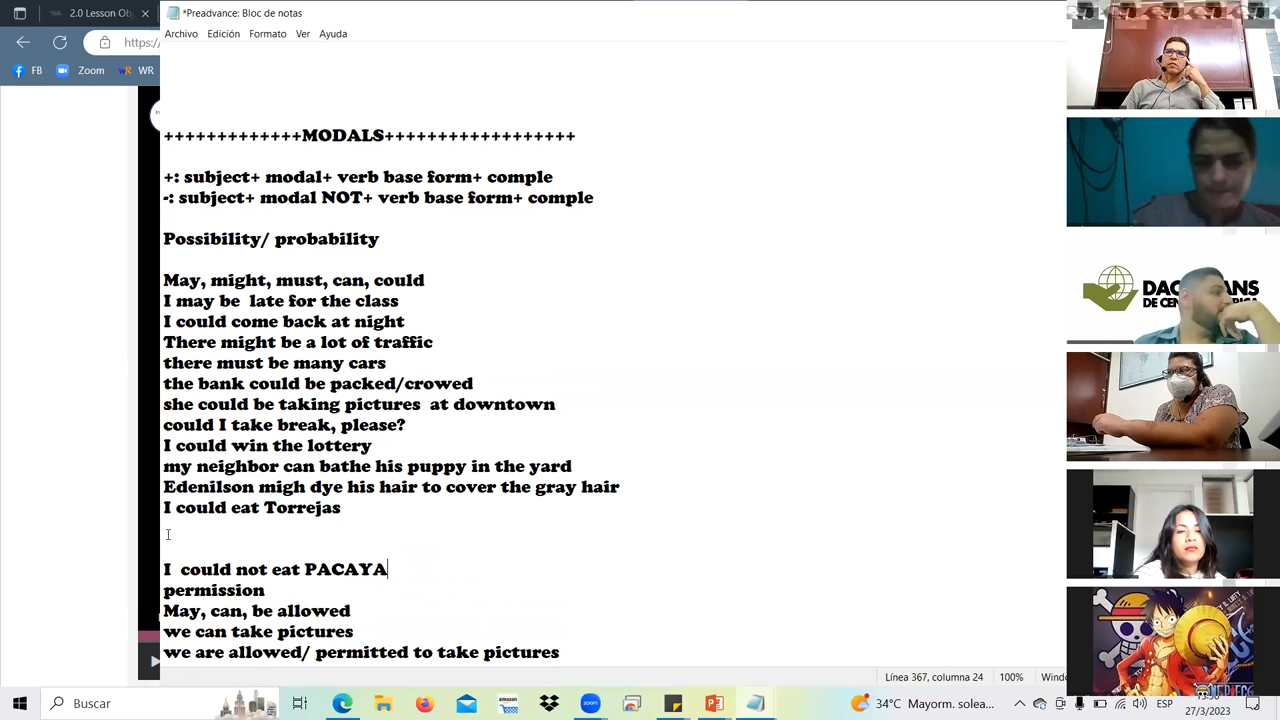 2.0 Lesson Ob
https:/
FB
Zoom
WR
*Preadvance: Bloc de notas
Archivo Edición Formato Ver Ayuda
+++++++++++++MODALS++++++++++++++++++
+: subject+ modal+ verb base form+ comple
-: subject+ modal NOT+ verb base form+ comple
Possibility/ probability
May, might, must, can, could
I may be  late for the class
I could come back at night
There might be a lot of traffic
there must be many cars
the bank could be packed/crowed
she could be taking pictures  at downtown
could I take break, please?
I could win the lottery
my neighbor can bathe his puppy in the yard
Edenilson migh dye his hair to cover the gray hair
I could eat Torrejas
I  could not eat PACAYA
permission
May, can, be allowed
we can take pictures
we are allowed/ permitted to take pictures
Línea 367, columna 24 100% Windo
DE CEN
ONE PIECE
Buscar
amazon
zoom
34°C Mayorm. solea...
ESP
27/3/2023